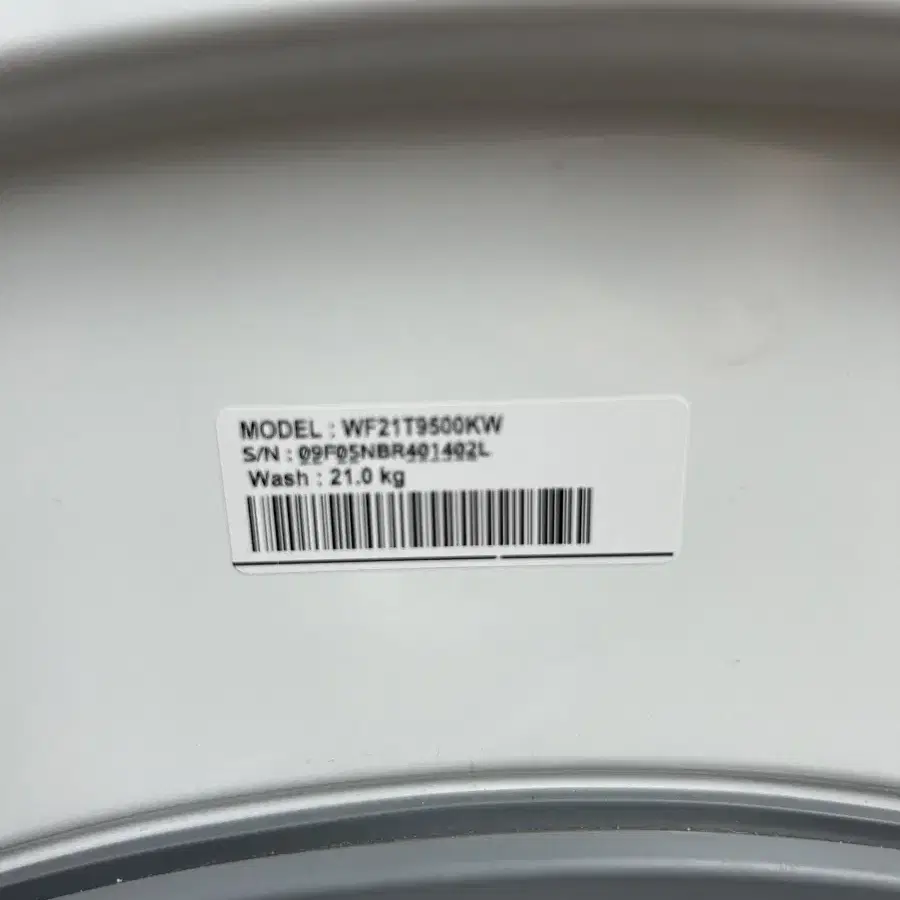 MODEL : WF21T9500KW
S/N : 09F05NBR401402L
Wash : 21.0 kg